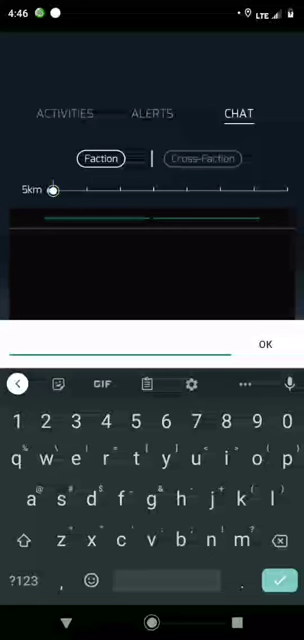 4:46 LTE
ACTIVITIES ALERTS CHAT
Faction | Cross-Faction
5km
OK
GIF
1 2 3 4 5 6 7 8 9 0
q w e r t y u i o p
a s d f g h j k l
z x c v b n m
?123 , .